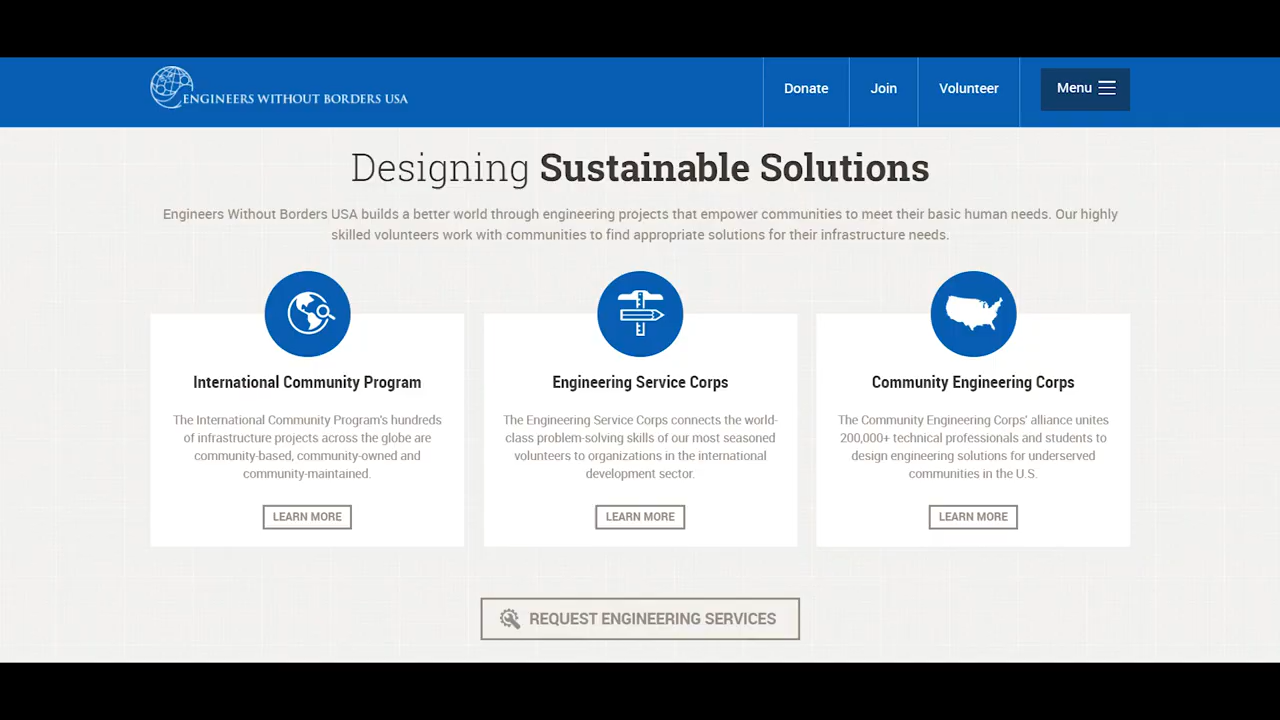 ENGINEERS WITHOUT BORDERS USA
Donate
Join
Volunteer
Menu
Designing Sustainable Solutions
Engineers Without Borders USA builds a better world through engineering projects that empower communities to meet their basic human needs. Our highly
skilled volunteers work with communities to find appropriate solutions for their infrastructure needs.
International Community Program
The International Community Program's hundreds
of infrastructure projects across the globe are
community-based, community-owned and
community-maintained.
LEARN MORE
Engineering Service Corps
The Engineering Service Corps connects the world-
class problem-solving skills of our most seasoned
volunteers to organizations in the international
development sector.
LEARN MORE
Community Engineering Corps
The Community Engineering Corps' alliance unites
200,000+ technical professionals and students to
design engineering solutions for underserved
communities in the U.S.
LEARN MORE
REQUEST ENGINEERING SERVICES